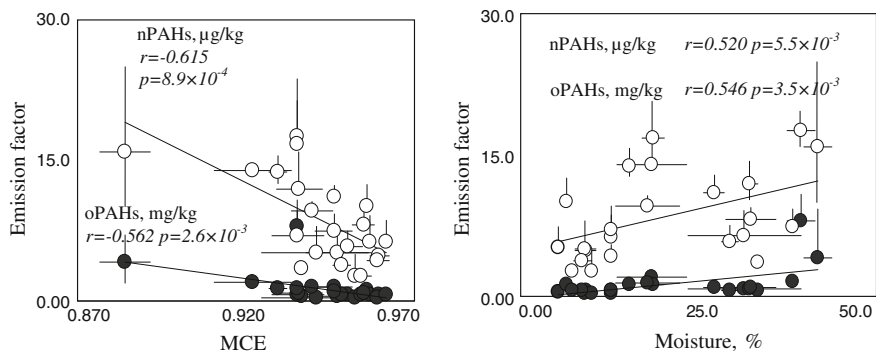 30.0
nPAHs, µg/kg
r=-0.615
p=8.9×10⁻⁴
Emission factor
15.0
oPAHs, mg/kg
r=-0.562 p=2.6×10⁻³
0.00
0.870
0.920
0.970
MCE
30.0
nPAHs, µg/kg r=0.520 p=5.5×10⁻³
oPAHs, mg/kg r=0.546 p=3.5×10⁻³
Emission factor
15.0
0.00
0.00
25.0
50.0
Moisture, %